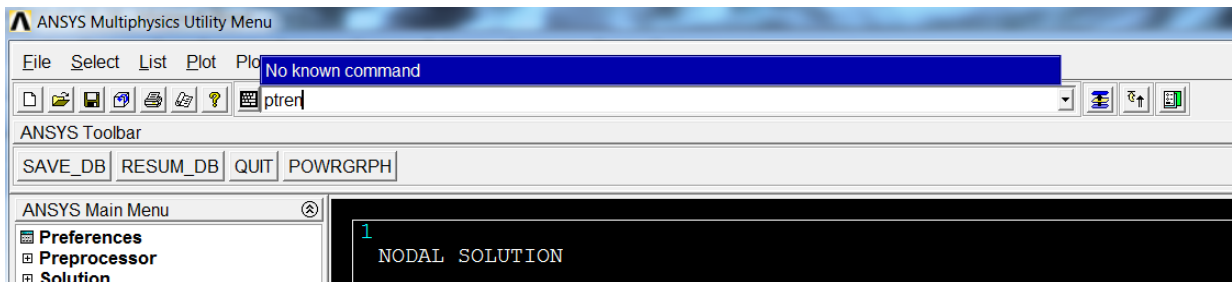 ANSYS Multiphysics Utility Menu
File Select List Plot Plo
No known command
ptren
ANSYS Toolbar
SAVE_DB RESUM_DB QUIT POWRGRPH
ANSYS Main Menu
Preferences
Preprocessor
Solution
1
NODAL SOLUTION